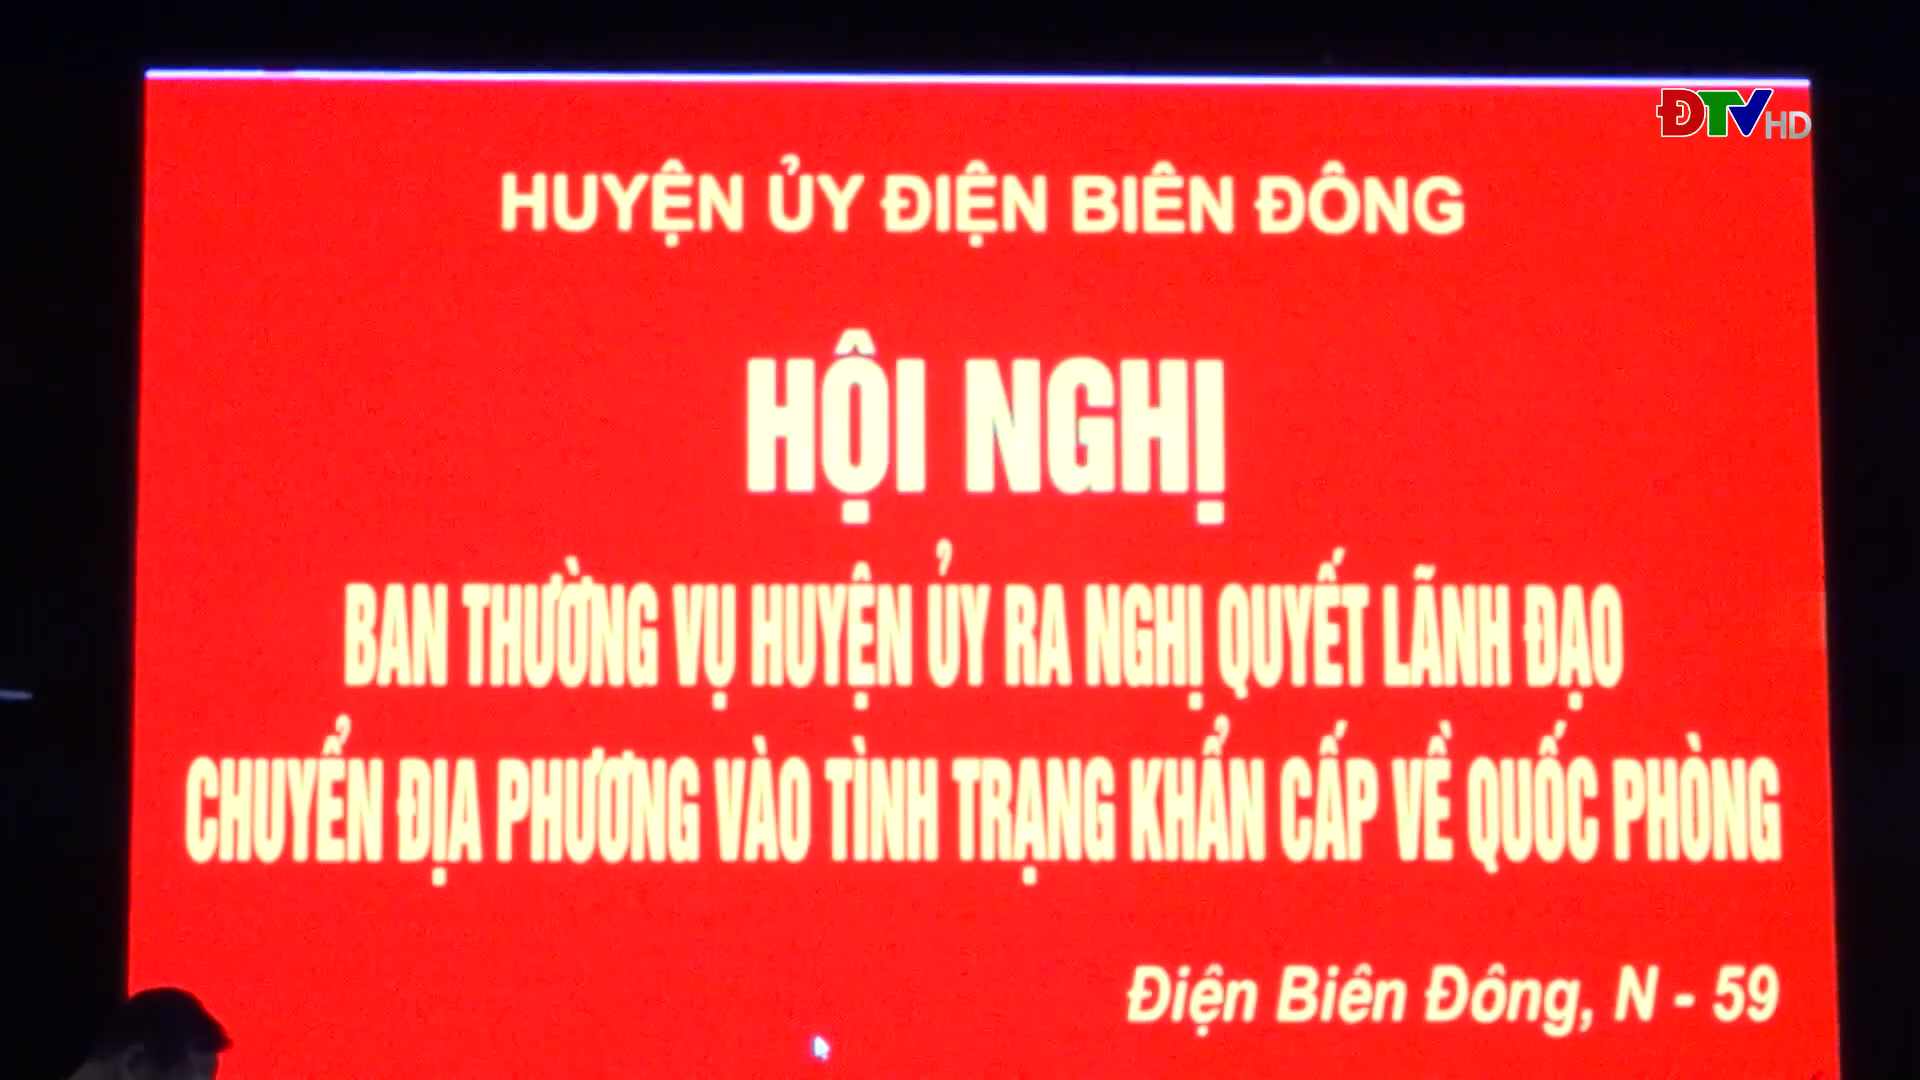 ĐTV HD
HUYỆN ỦY ĐIỆN BIÊN ĐÔNG
HỘI NGHỊ
BAN THƯỜNG VỤ HUYỆN ỦY RA NGHỊ QUYẾT LÃNH ĐẠO
CHUYỂN ĐỊA PHƯƠNG VÀO TÌNH TRẠNG KHẨN CẤP VỀ QUỐC PHÒNG
Điện Biên Đông, N - 59